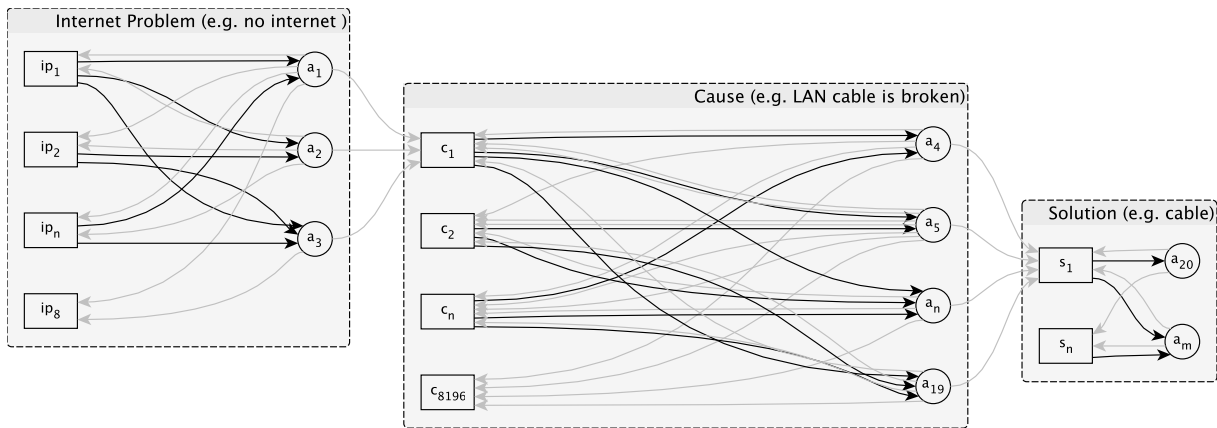 Internet Problem (e.g. no internet )
ip1
a1
ip2
a2
ipn
a3
ip8
Cause (e.g. LAN cable is broken)
c1
a4
c2
a5
cn
an
c8196
a19
Solution (e.g. cable)
s1
a20
sn
am